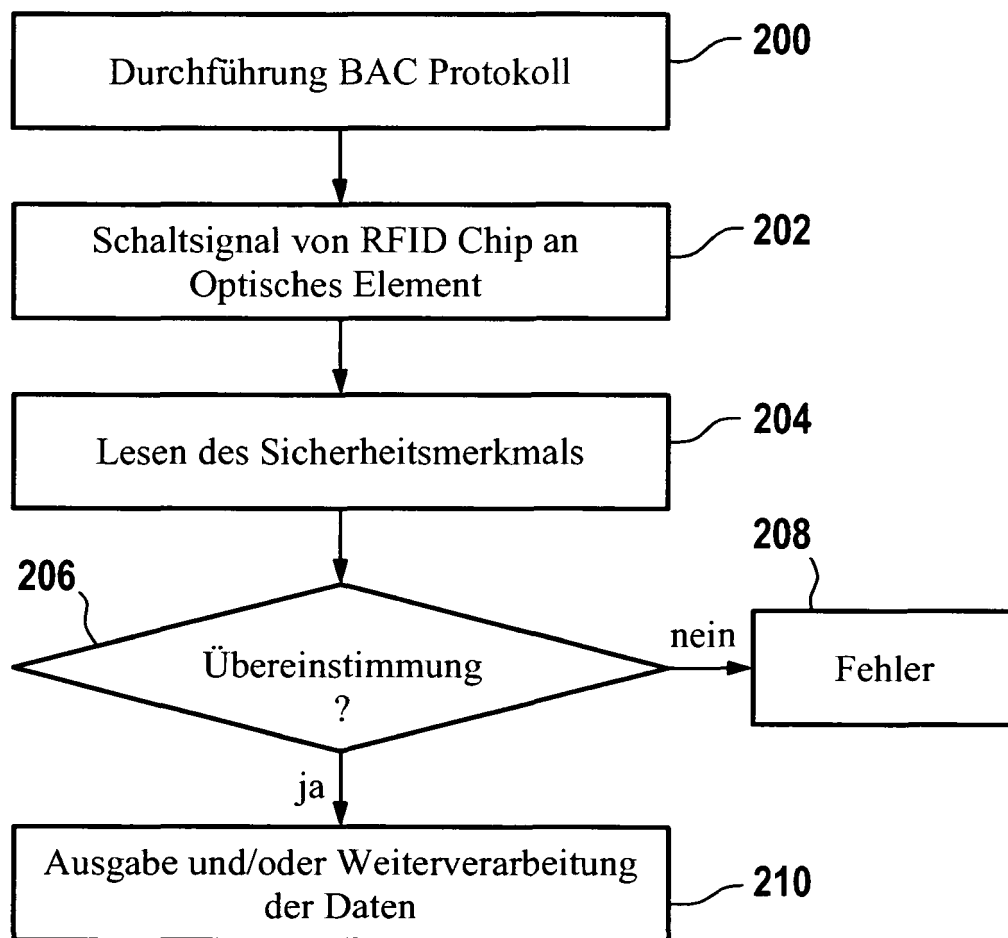 200
Durchführung BAC Protokoll
202
Schaltsignal von RFID Chip an
Optisches Element
204
Lesen des Sicherheitsmerkmals
206
Übereinstimmung
?
nein
208
Fehler
ja
Ausgabe und/oder Weiterverarbeitung
der Daten
210